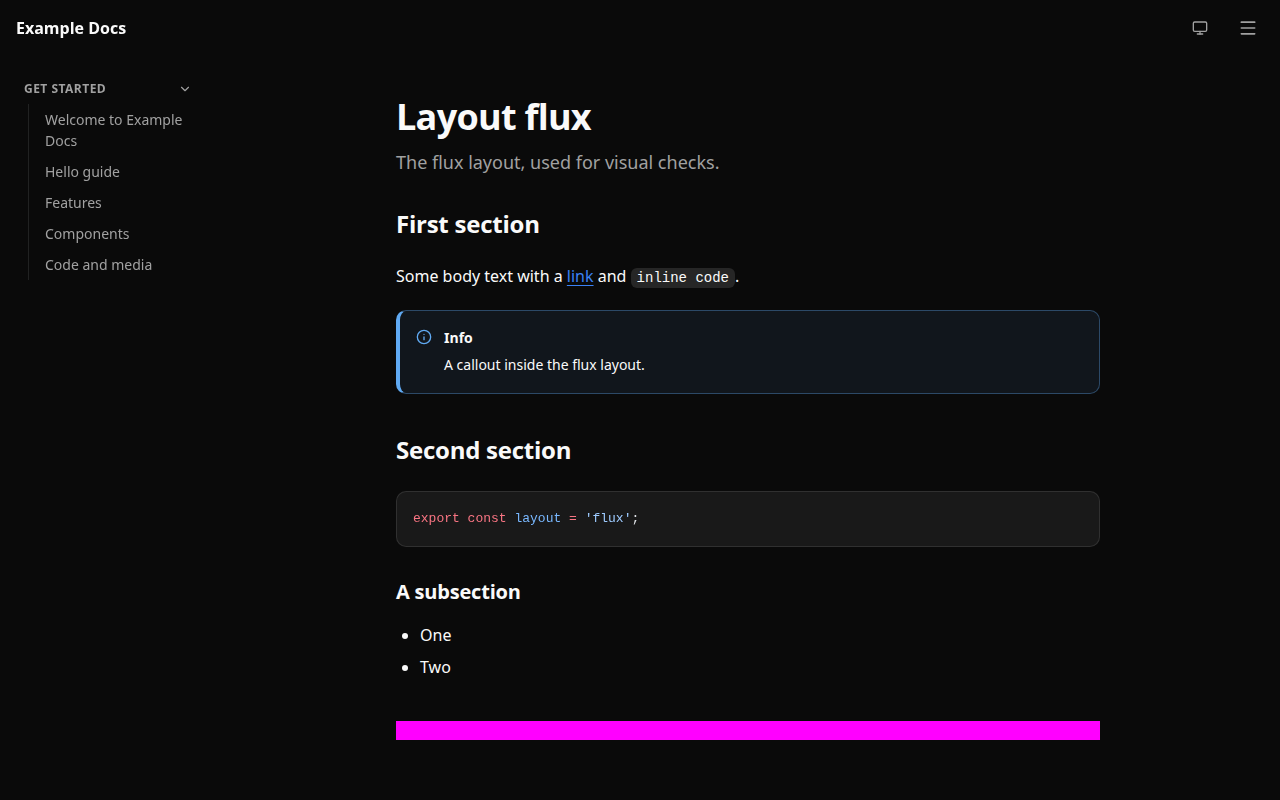 Example Docs
GET STARTED
Welcome to Example
Docs
Hello guide
Features
Components
Code and media
Layout flux
The flux layout, used for visual checks.
First section
Some body text with a link and inline code.
Info
A callout inside the flux layout.
Second section
export const layout = 'flux';
A subsection
One
Two